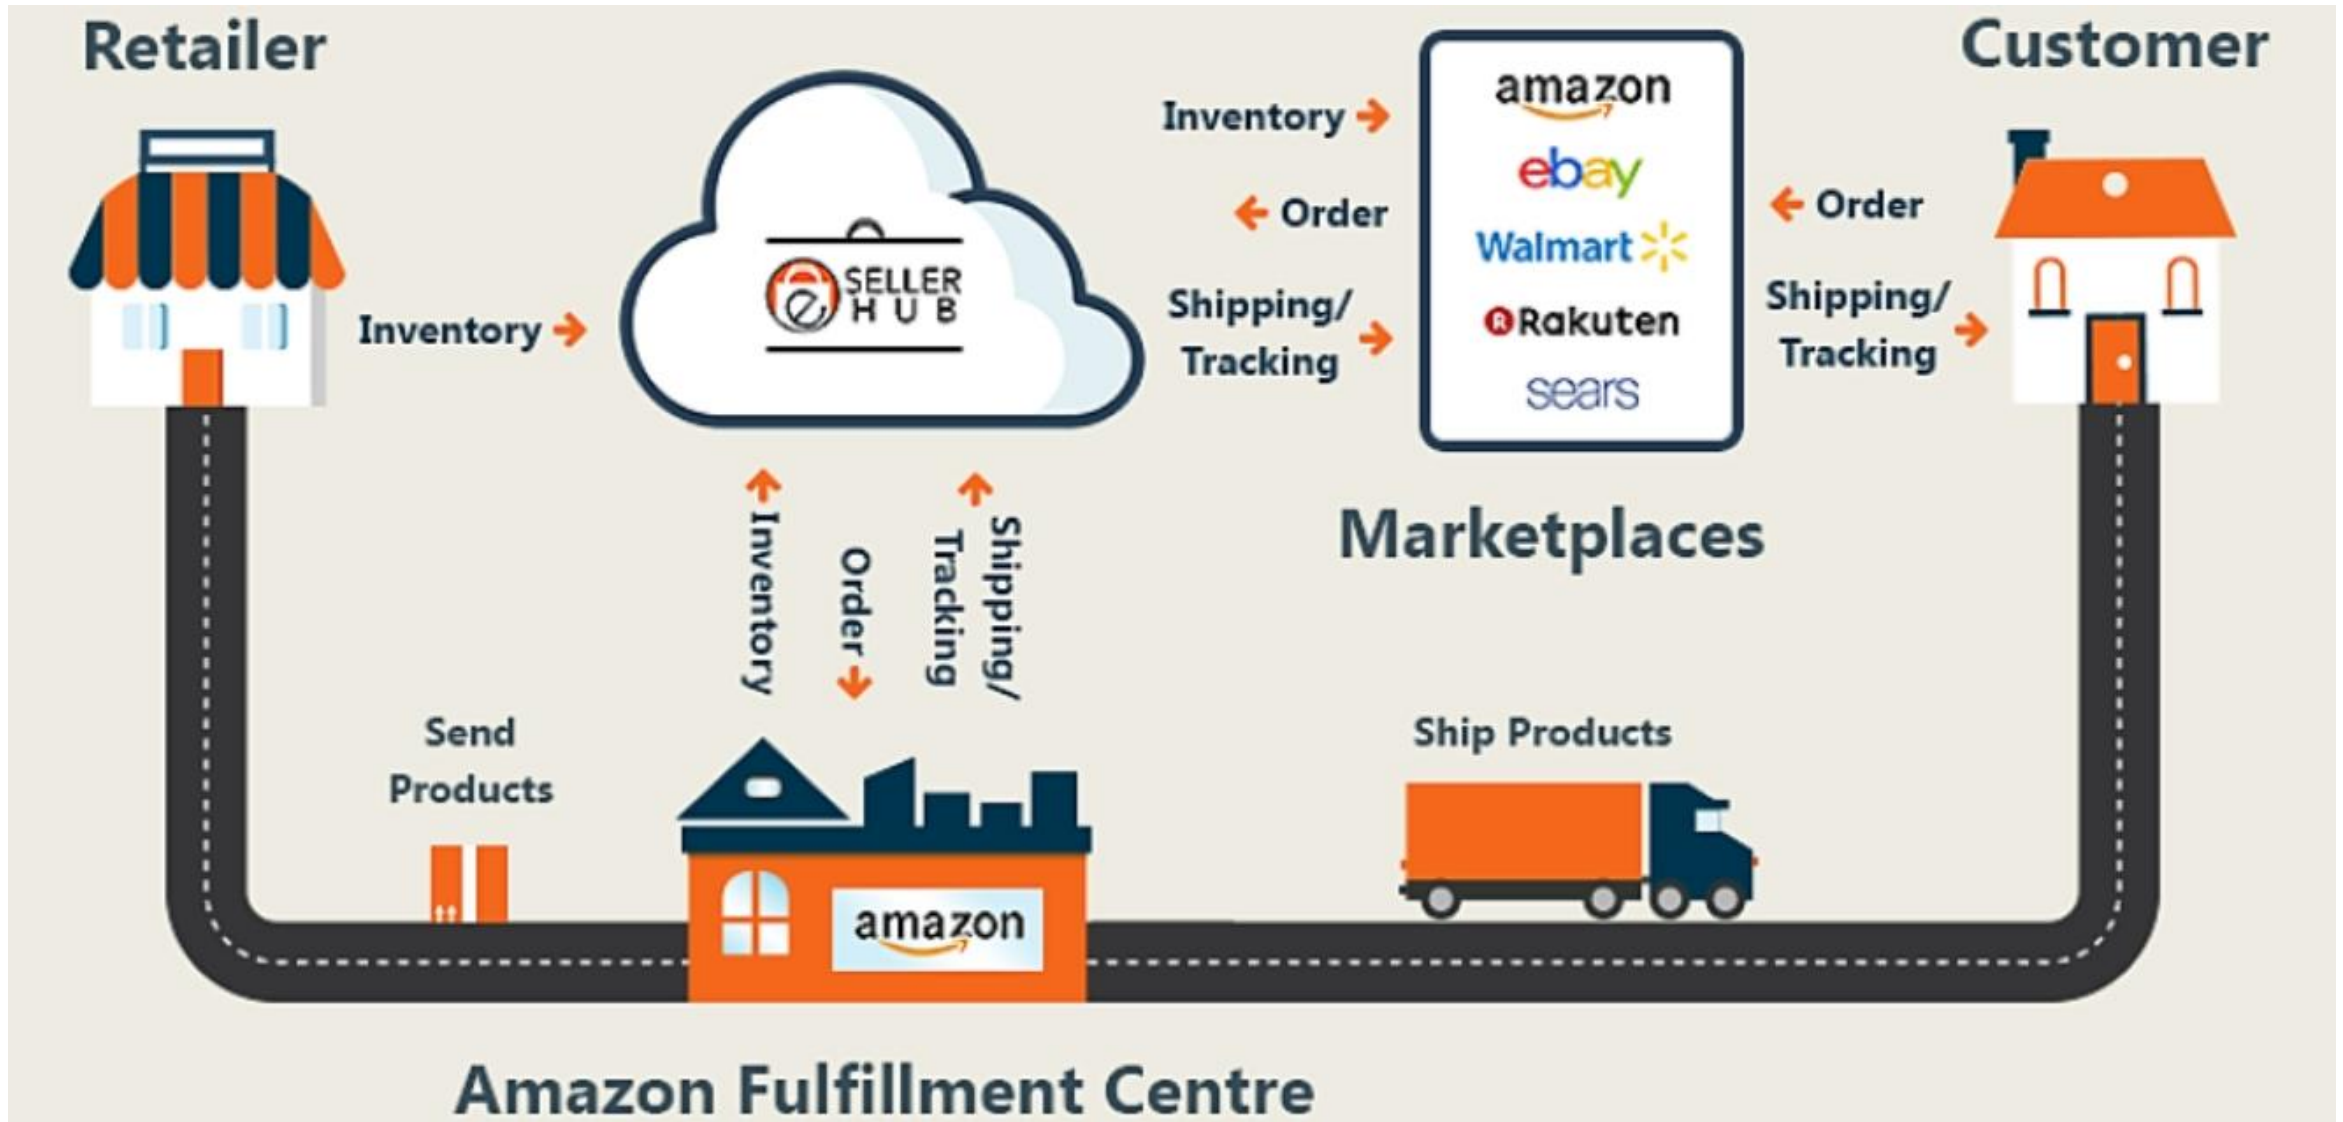 Retailer
Customer
amazon
ebay
Walmart
Rakuten
sears
Inventory
Order
Shipping/
Tracking
Order
Shipping/
Tracking
SELLER
HUB
Inventory
Marketplaces
Inventory
Order
Shipping/
Tracking
Send
Products
Ship Products
amazon
Amazon Fulfillment Centre